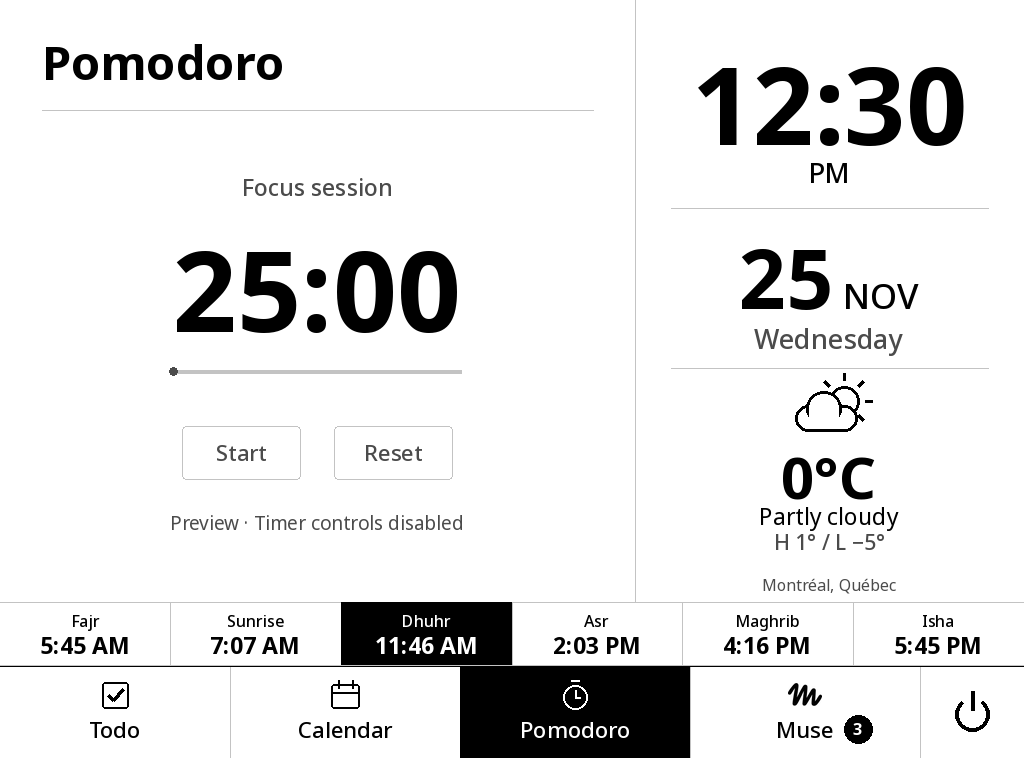 Pomodoro
Focus session
25:00
Start
Reset
Preview · Timer controls disabled
12:30
PM
25 NOV
Wednesday
0°C
Partly cloudy
H 1° / L −5°
Montréal, Québec
Fajr
5:45 AM
Sunrise
7:07 AM
Dhuhr
11:46 AM
Asr
2:03 PM
Maghrib
4:16 PM
Isha
5:45 PM
Todo
Calendar
Pomodoro
Muse 3